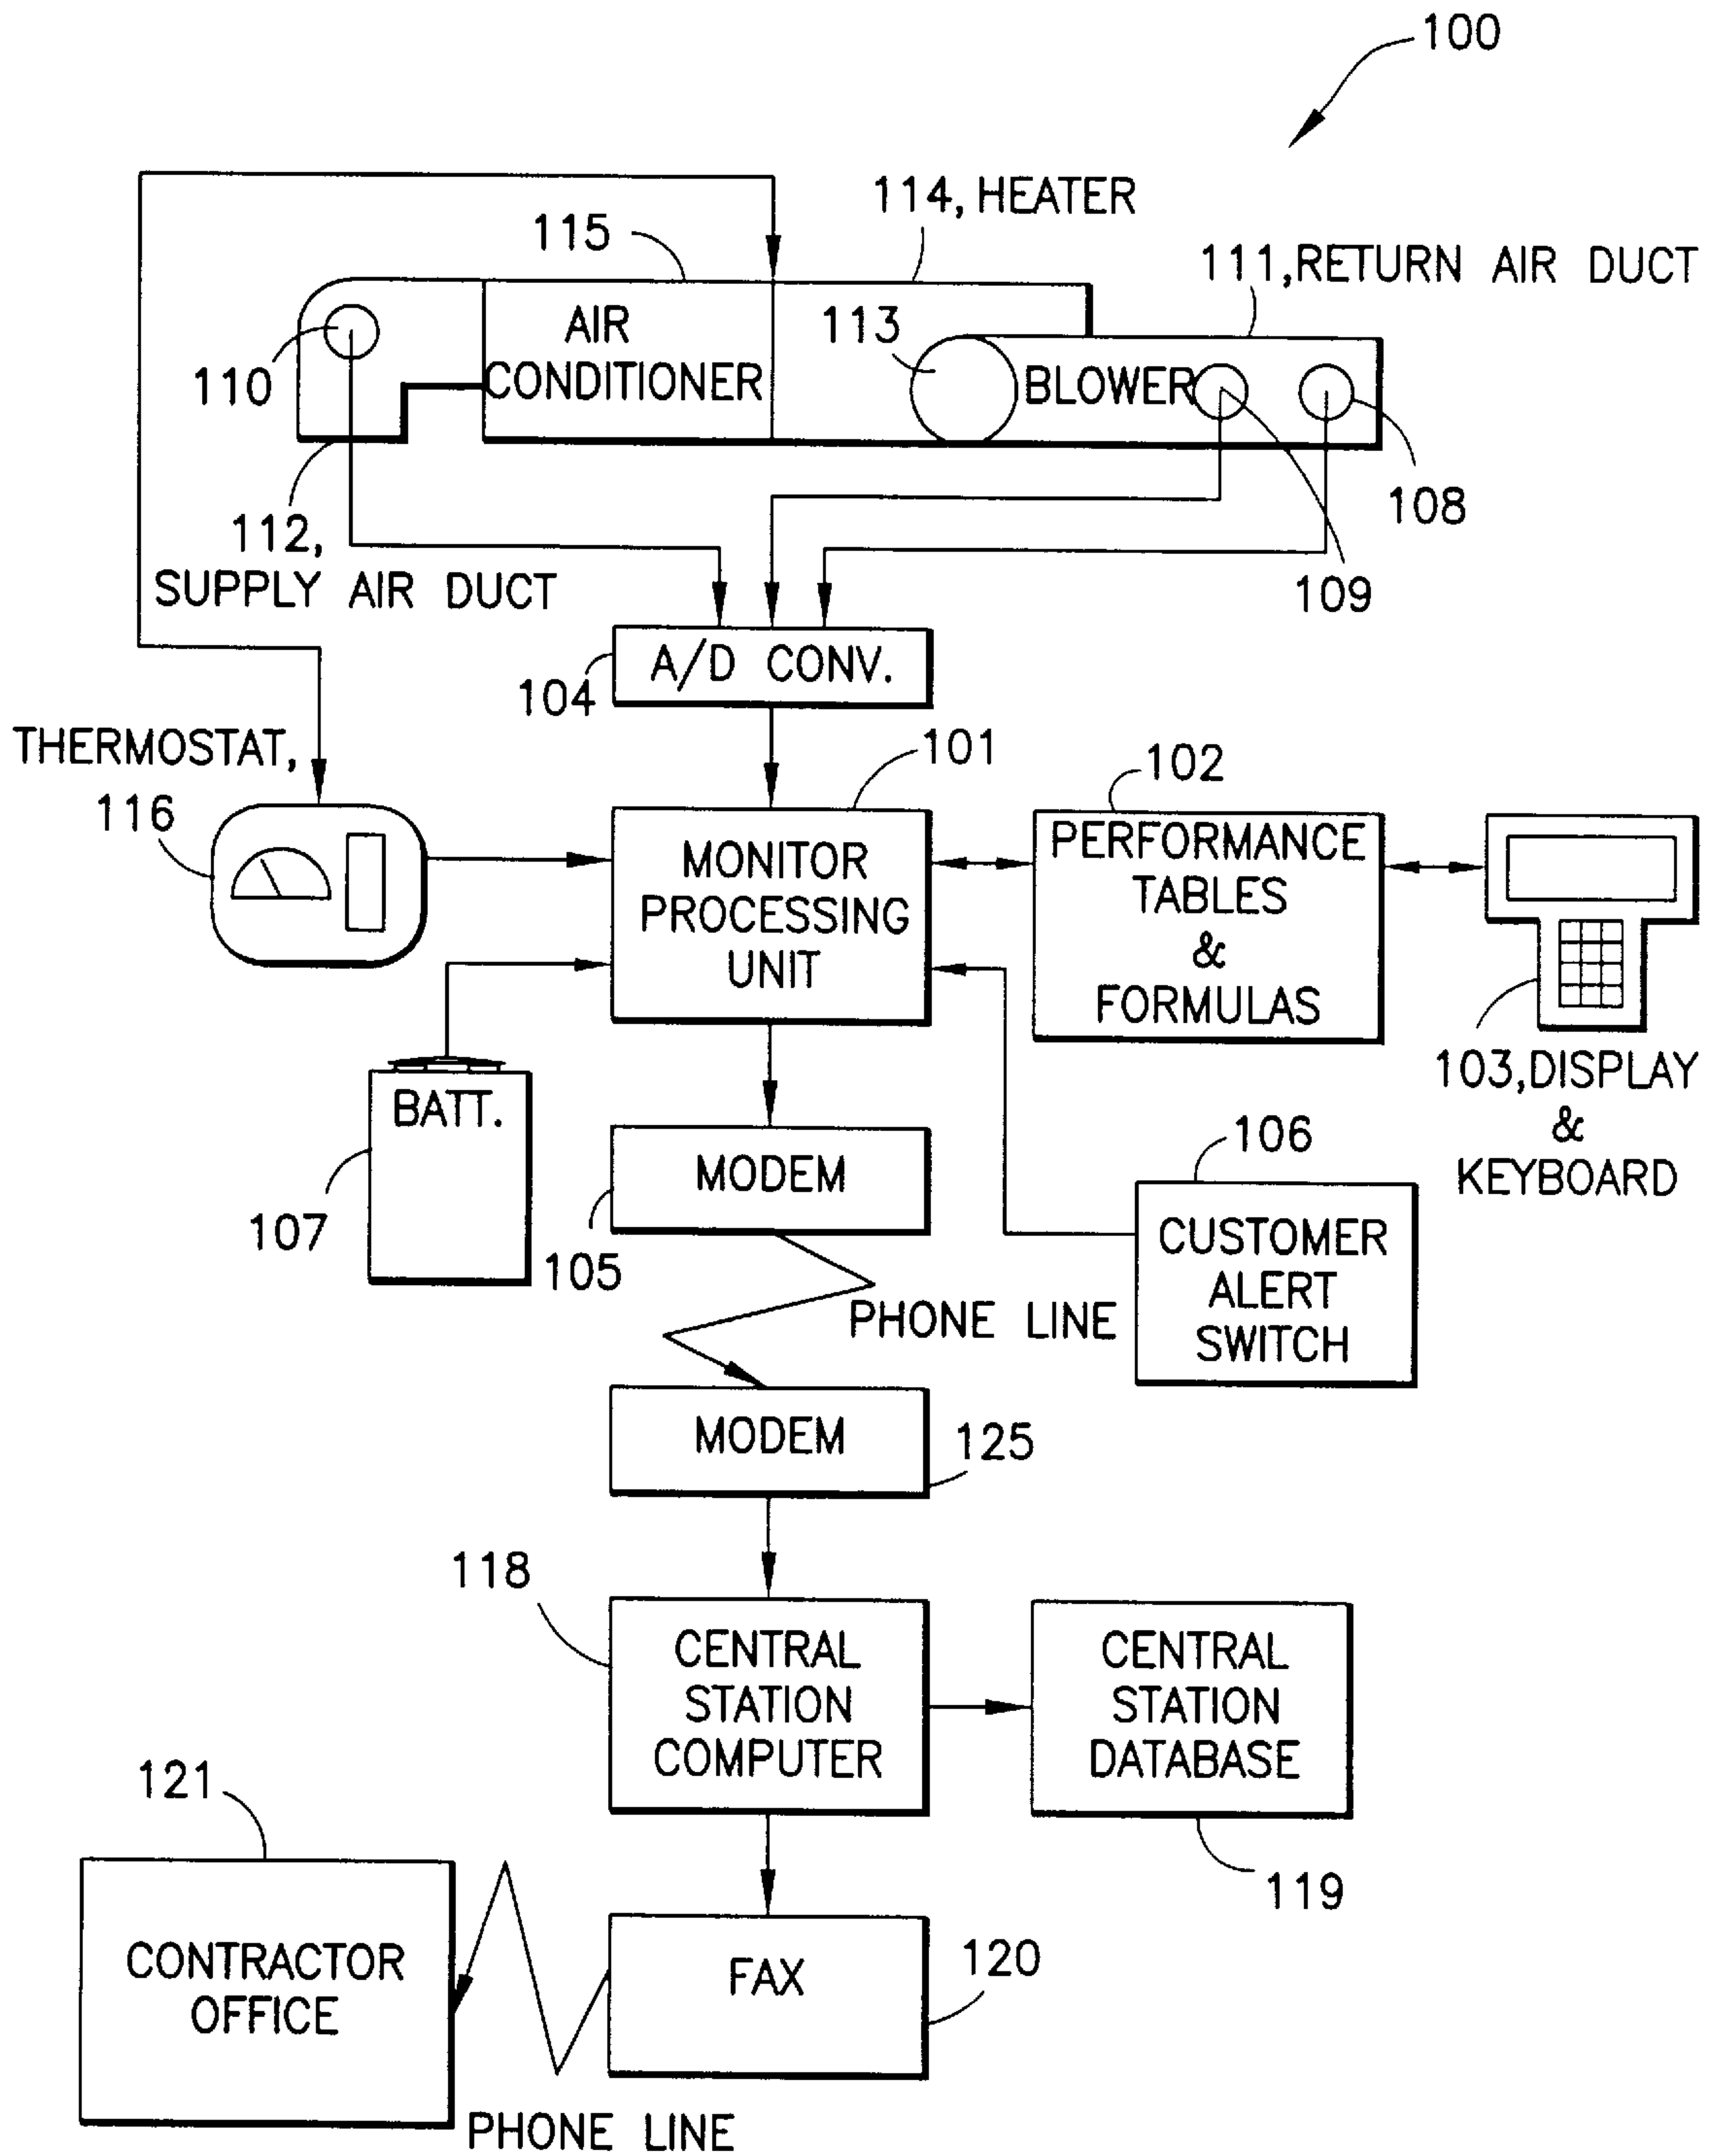 100
114, HEATER
115
111, RETURN AIR DUCT
113
AIR
CONDITIONER
BLOWER
110
108
112,
SUPPLY AIR DUCT
109
A/D CONV.
104
THERMOSTAT,
116
101
102
MONITOR
PROCESSING
UNIT
PERFORMANCE
TABLES
&
FORMULAS
103, DISPLAY
&
KEYBOARD
BATT.
107
MODEM
105
106
CUSTOMER
ALERT
SWITCH
PHONE LINE
MODEM
125
118
CENTRAL
STATION
COMPUTER
CENTRAL
STATION
DATABASE
119
121
CONTRACTOR
OFFICE
FAX
120
PHONE LINE